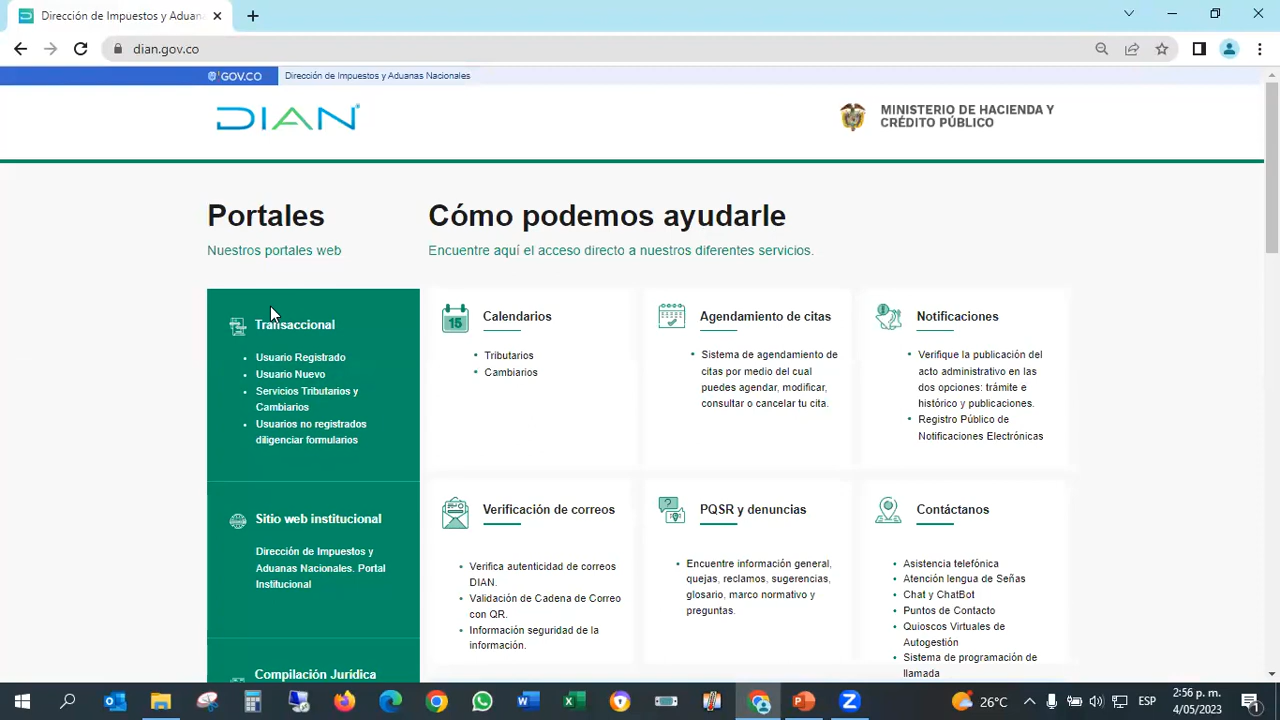 Dirección de Impuestos y Aduan
dian.gov.co
GOV.CO
Dirección de Impuestos y Aduanas Nacionales
DIAN
MINISTERIO DE HACIENDA Y
CRÉDITO PÚBLICO
Portales
Nuestros portales web
Cómo podemos ayudarle
Encuentre aquí el acceso directo a nuestros diferentes servicios.
Transaccional
Usuario Registrado
Usuario Nuevo
Servicios Tributarios y
Cambiarios
Usuarios no registrados
diligenciar formularios
15
Calendarios
Tributarios
Cambiarios
Agendamiento de citas
Sistema de agendamiento de
citas por medio del cual
puedes agendar, modificar,
consultar o cancelar tu cita.
Notificaciones
Verifique la publicación del
acto administrativo en las
dos opciones: trámite e
histórico y publicaciones.
Registro Público de
Notificaciones Electrónicas
Sitio web institucional
Dirección de Impuestos y
Aduanas Nacionales. Portal
Institucional
Verificación de correos
Verifica autenticidad de correos
DIAN.
Validación de Cadena de Correo
con QR.
Información seguridad de la
información.
PQSR y denuncias
Encuentre información general,
quejas, reclamos, sugerencias,
glosario, marco normativo y
preguntas.
Contáctanos
Asistencia telefónica
Atención lengua de Señas
Chat y ChatBot
Puntos de Contacto
Quioscos Virtuales de
Autogestión
Sistema de programación de
llamada
Compilación Jurídica
26°C
ESP
2:56 p. m.
4/05/2023
1